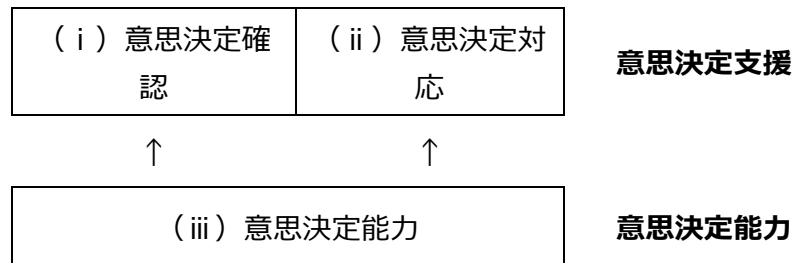 （ⅰ）意思決定確
認
（ⅱ）意思決定対
応
意思決定支援
↑ ↑
（ⅲ）意思決定能力
意思決定能力